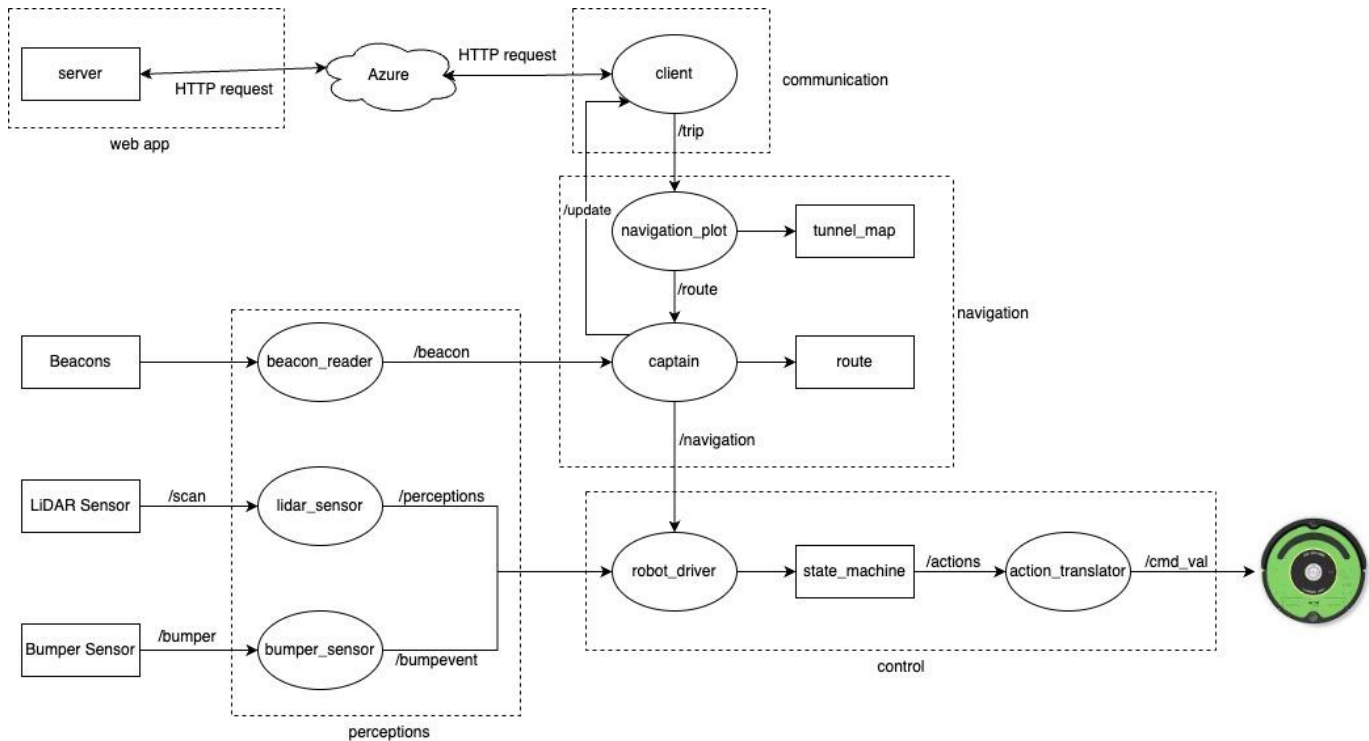 server
HTTP request
web app
Azure
HTTP request
client
communication
/trip
/update
navigation_plot
tunnel_map
/route
navigation
captain
route
/navigation
Beacons
beacon_reader
/beacon
LiDAR Sensor
/scan
lidar_sensor
/perceptions
Bumper Sensor
/bumper
bumper_sensor
/bumpevent
perceptions
robot_driver
state_machine
/actions
action_translator
/cmd_val
control